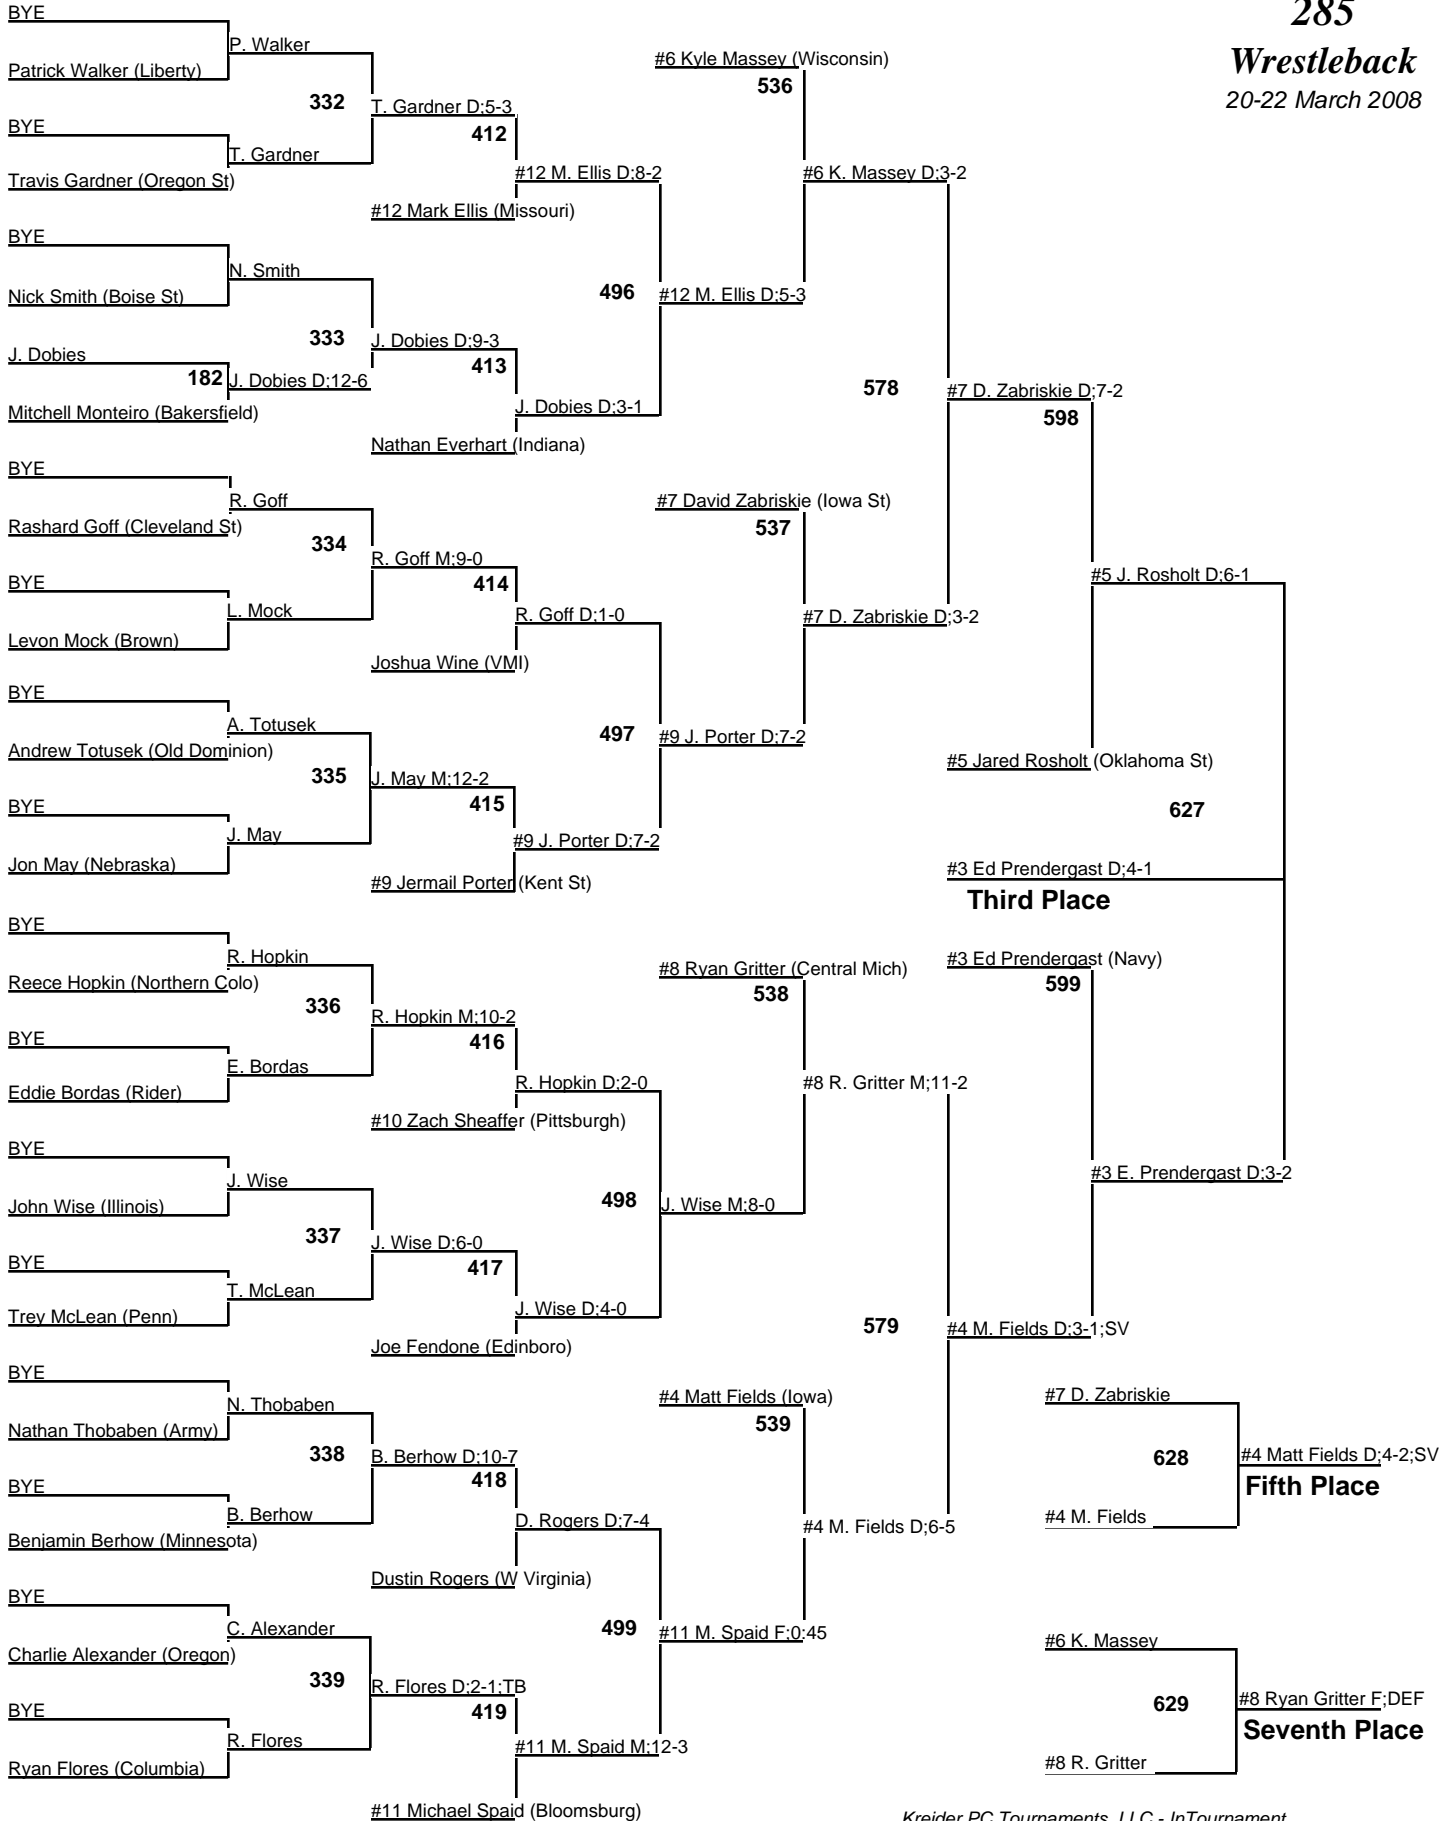 285
Wrestleback
20-22 March 2008
BYE
P. Walker
Patrick Walker (Liberty)
332
T. Gardner D;5-3
412
BYE
T. Gardner
Travis Gardner (Oregon St)
#12 M. Ellis D;8-2
#12 Mark Ellis (Missouri)
BYE
N. Smith
Nick Smith (Boise St)
496
#12 M. Ellis D;5-3
333
J. Dobies D;9-3
413
J. Dobies
182
J. Dobies D;12-6
Mitchell Monteiro (Bakersfield)
J. Dobies D;3-1
Nathan Everhart (Indiana)
#6 Kyle Massey (Wisconsin)
536
#6 K. Massey D;3-2
578
#7 D. Zabriskie D;7-2
598
BYE
R. Goff
Rashard Goff (Cleveland St)
334
R. Goff M;9-0
414
BYE
L. Mock
Levon Mock (Brown)
R. Goff D;1-0
Joshua Wine (VMI)
#7 David Zabriskie (Iowa St)
537
#7 D. Zabriskie D;3-2
#5 J. Rosholt D;6-1
BYE
A. Totusek
Andrew Totusek (Old Dominion)
497
#9 J. Porter D;7-2
335
J. May M;12-2
415
BYE
J. May
Jon May (Nebraska)
#9 J. Porter D;7-2
#9 Jermail Porter (Kent St)
#5 Jared Rosholt (Oklahoma St)
627
#3 Ed Prendergast D;4-1
Third Place
BYE
R. Hopkin
Reece Hopkin (Northern Colo)
336
R. Hopkin M;10-2
416
BYE
E. Bordas
Eddie Bordas (Rider)
R. Hopkin D;2-0
#10 Zach Sheaffer (Pittsburgh)
#8 Ryan Gritter (Central Mich)
538
#8 R. Gritter M;11-2
#3 Ed Prendergast (Navy)
599
#3 E. Prendergast D;3-2
BYE
J. Wise
John Wise (Illinois)
498
J. Wise M;8-0
337
J. Wise D;6-0
417
BYE
T. McLean
Trey McLean (Penn)
J. Wise D;4-0
Joe Fendone (Edinboro)
579
#4 M. Fields D;3-1;SV
BYE
N. Thobaben
Nathan Thobaben (Army)
338
B. Berhow D;10-7
418
BYE
B. Berhow
Benjamin Berhow (Minnesota)
D. Rogers D;7-4
Dustin Rogers (W Virginia)
#4 Matt Fields (Iowa)
539
#4 M. Fields D;6-5
#7 D. Zabriskie
628
#4 Matt Fields D;4-2;SV
Fifth Place
#4 M. Fields
BYE
C. Alexander
Charlie Alexander (Oregon)
499
#11 M. Spaid F;0:45
339
R. Flores D;2-1;TB
419
BYE
R. Flores
Ryan Flores (Columbia)
#11 M. Spaid M;12-3
#11 Michael Spaid (Bloomsburg)
#6 K. Massey
629
#8 Ryan Gritter F;DEF
Seventh Place
#8 R. Gritter
Kreider PC Tournaments, LLC - InTournament